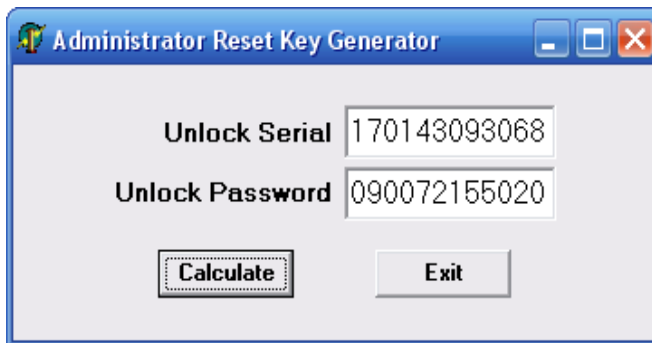 Administrator Reset Key Generator
Unlock Serial 170143093068
Unlock Password 090072155020
Calculate Exit